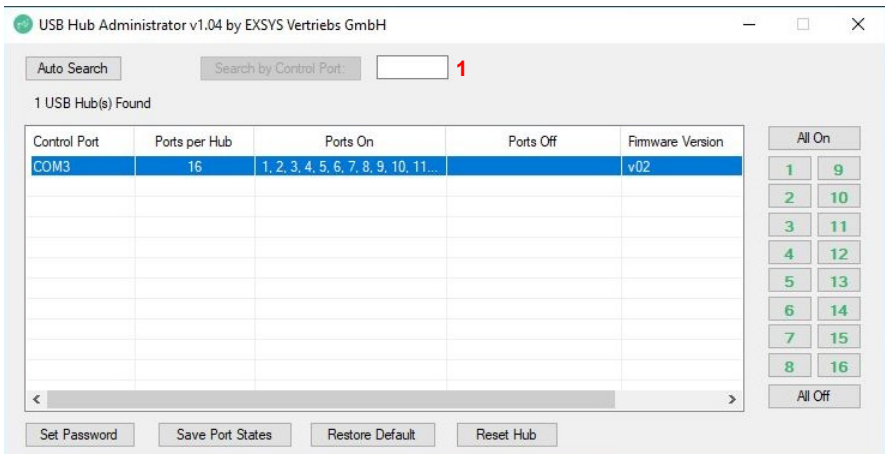 USB Hub Administrator v1.04 by EXSYS Vertriebs GmbH
Auto Search Search by Control Port: 1
1 USB Hub(s) Found
Control Port Ports per Hub Ports On Ports Off Firmware Version
COM3 16 1, 2, 3, 4, 5, 6, 7, 8, 9, 10, 11... v02
All On
1 9
2 10
3 11
4 12
5 13
6 14
7 15
8 16
All Off
Set Password Save Port States Restore Default Reset Hub